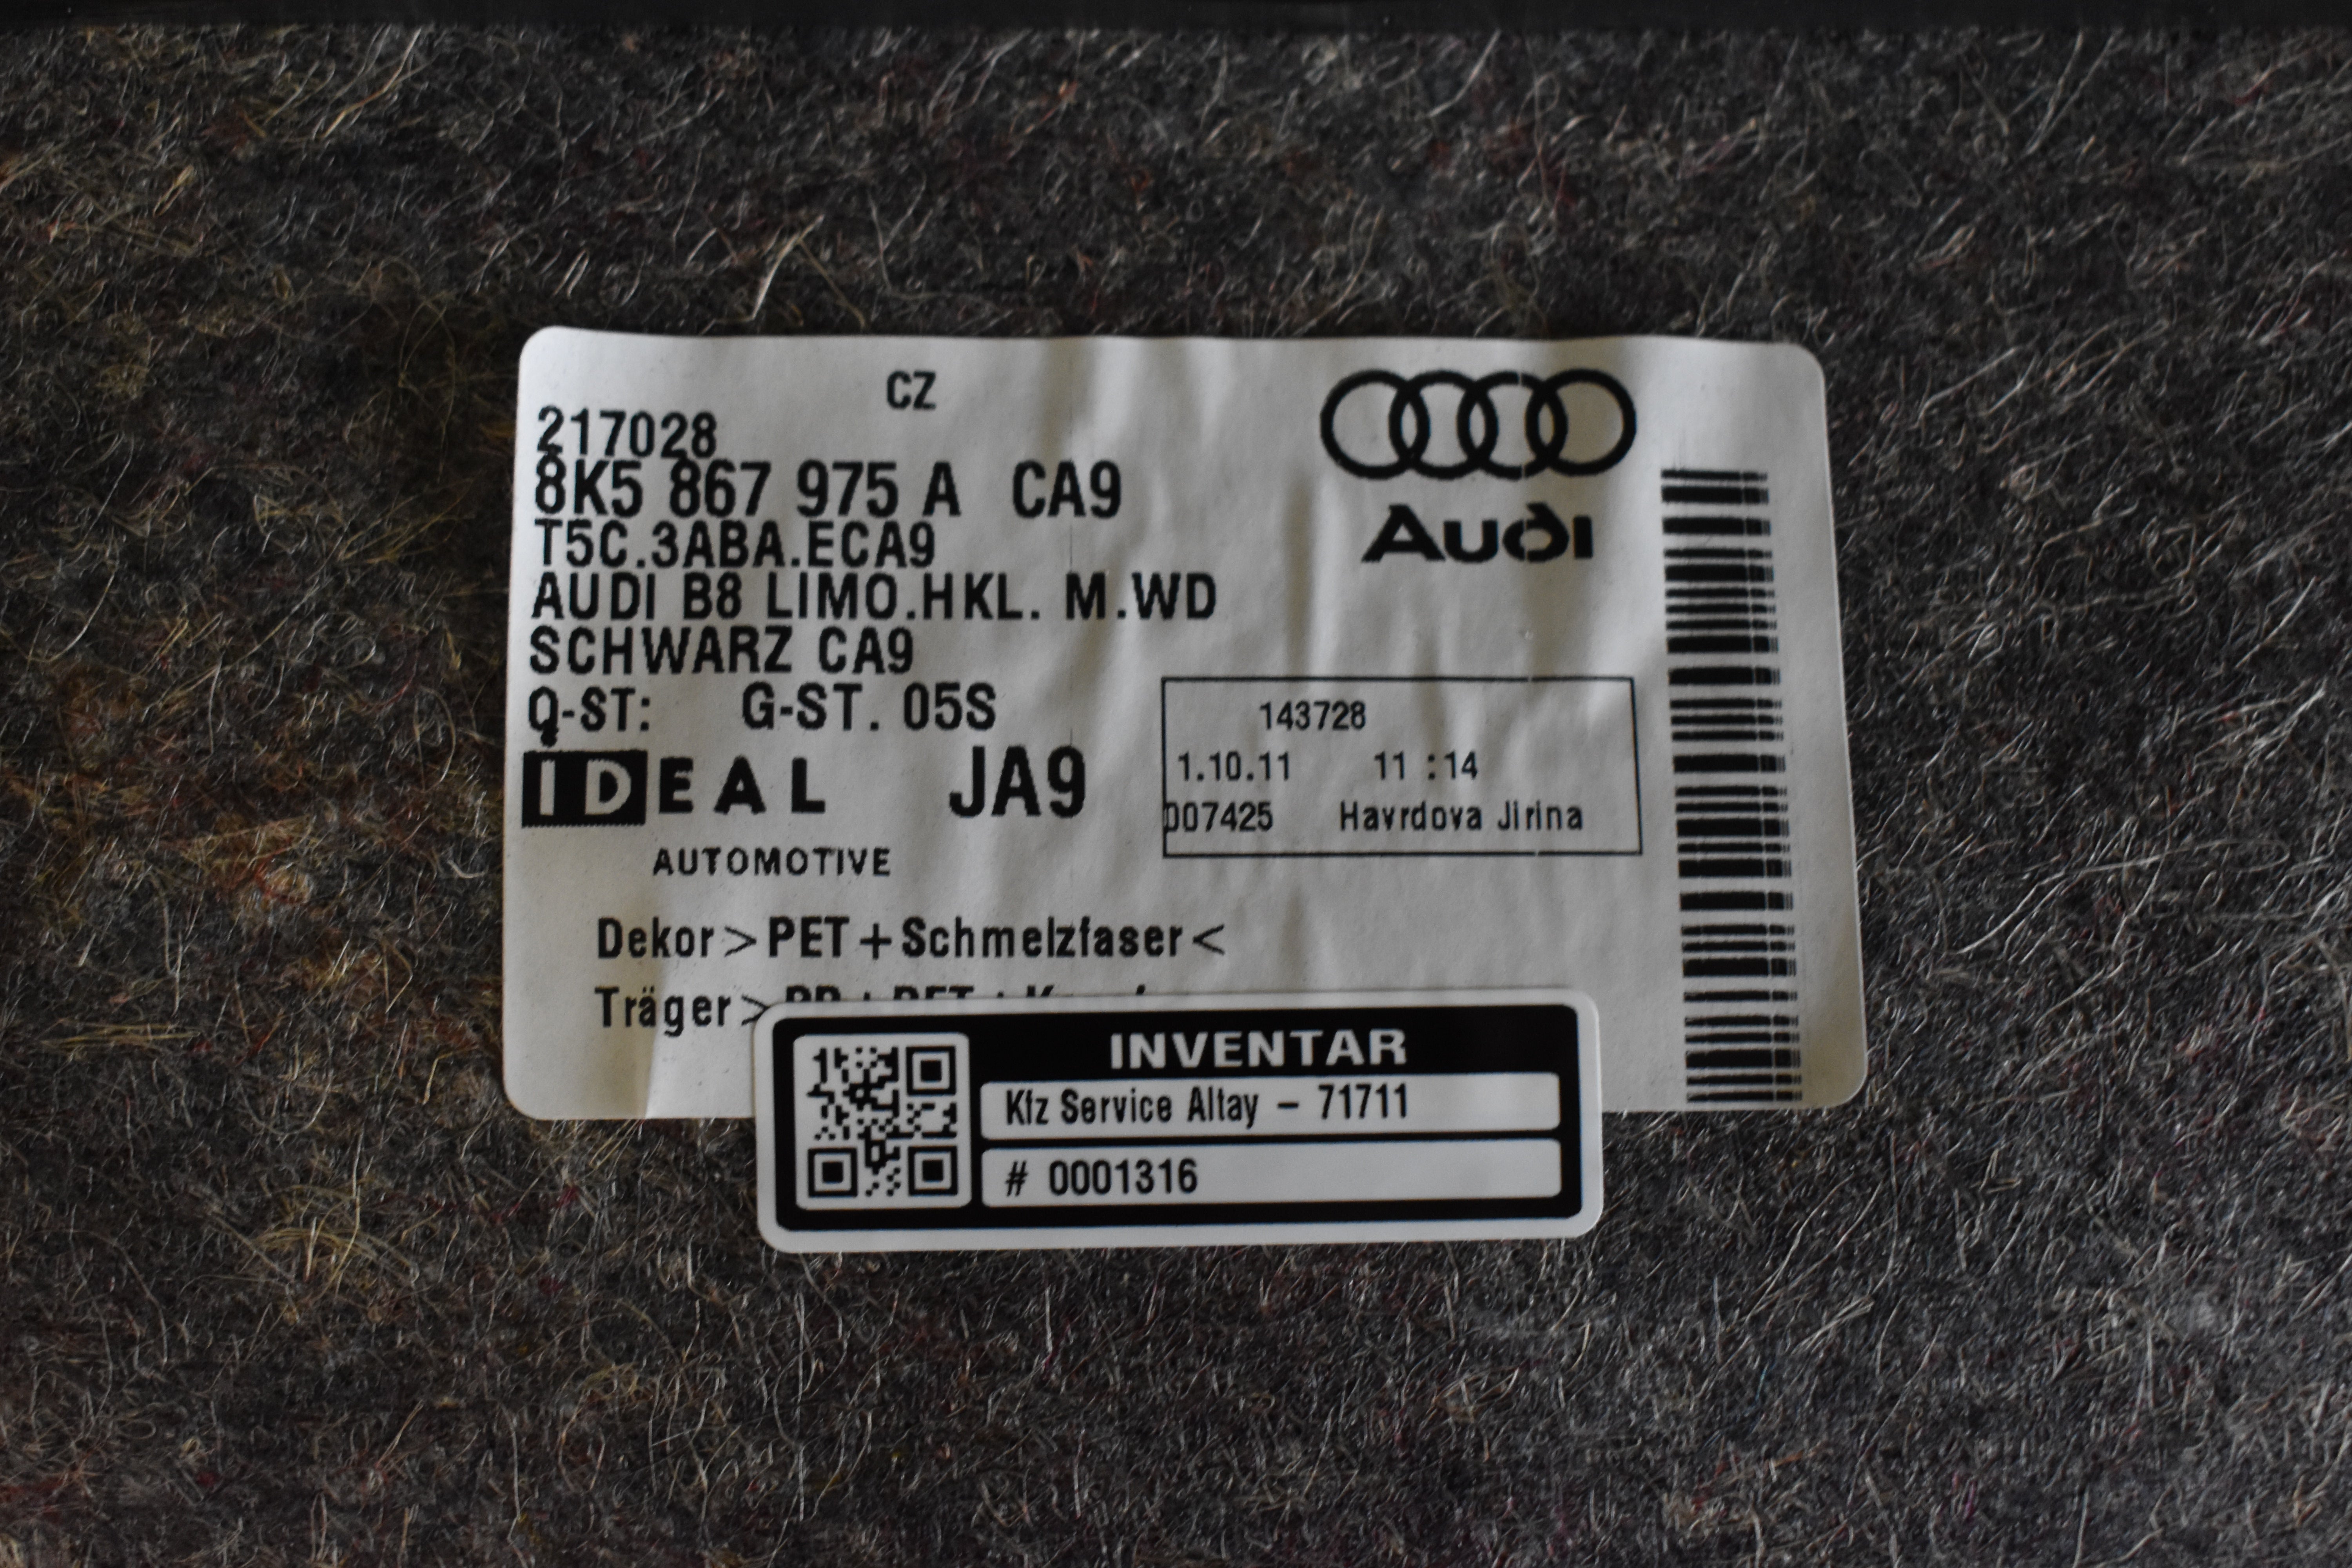 CZ
217028
8K5 867 975 A CA9
T5C.3ABA.ECA9
AUDI B8 LIMO.HKL. M.WD
SCHWARZ CA9
Q-ST: G-ST. 05S
IDEAL JA9
AUTOMOTIVE
Audi
143728
1.10.11 11 :14
007425 Havrdova Jirina
Dekor>PET+Schmelzfaser<
Träger>
INVENTAR
Kfz Service Altay - 71711
# 0001316